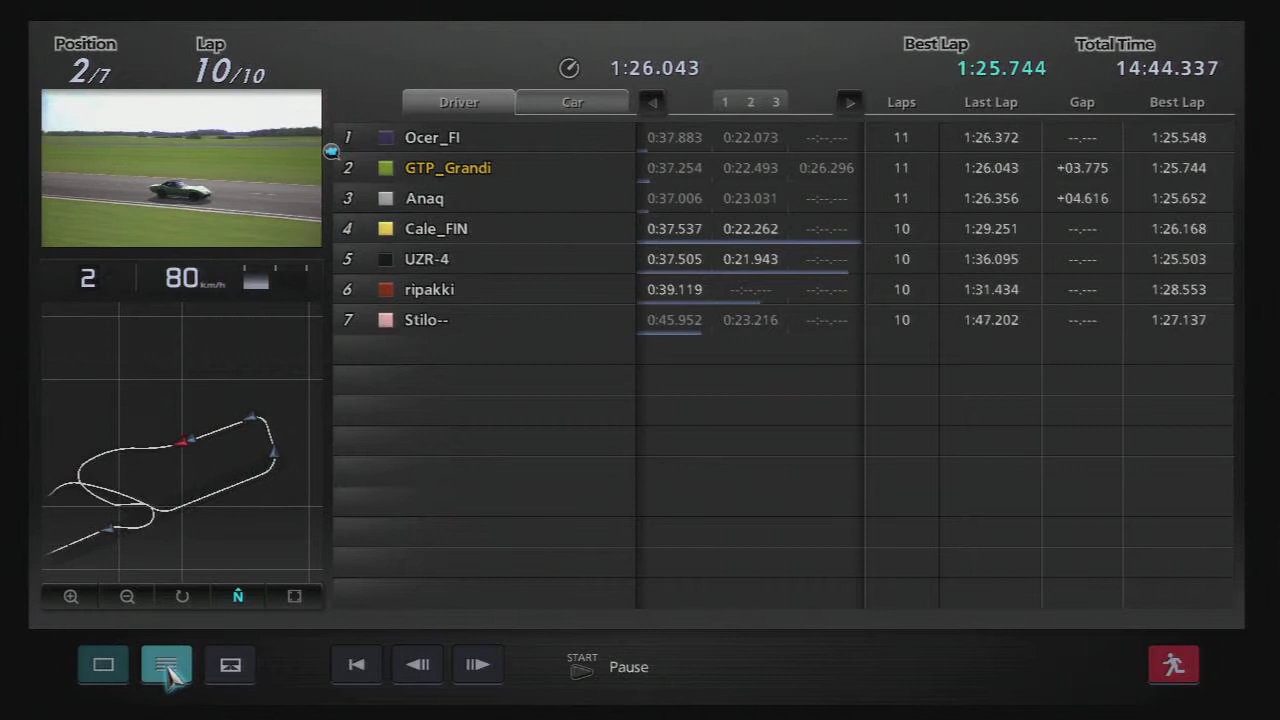 Position Lap Best Lap Total Time
2/7 10/10 1:26.043 1:25.744 14:44.337
Driver Car 1 2 3 Laps Last Lap Gap Best Lap
1 Ocer_FI 0:37.883 0:22.073 --:--.--- 11 1:26.372 --.--- 1:25.548
2 GTP_Grandi 0:37.254 0:22.493 0:26.296 11 1:26.043 +03.775 1:25.744
3 Anaq 0:37.006 0:23.031 --:--.--- 11 1:26.356 +04.616 1:25.652
4 Cale_FIN 0:37.537 0:22.262 --:--.--- 10 1:29.251 --.--- 1:26.168
5 UZR-4 0:37.505 0:21.943 --:--.--- 10 1:36.095 --.--- 1:25.503
6 ripakki 0:39.119 --:--.--- --:--.--- 10 1:31.434 --.--- 1:28.553
7 Stilo-- 0:45.952 0:23.216 --:--.--- 10 1:47.202 --.--- 1:27.137
2 80 km/h
N
START
Pause